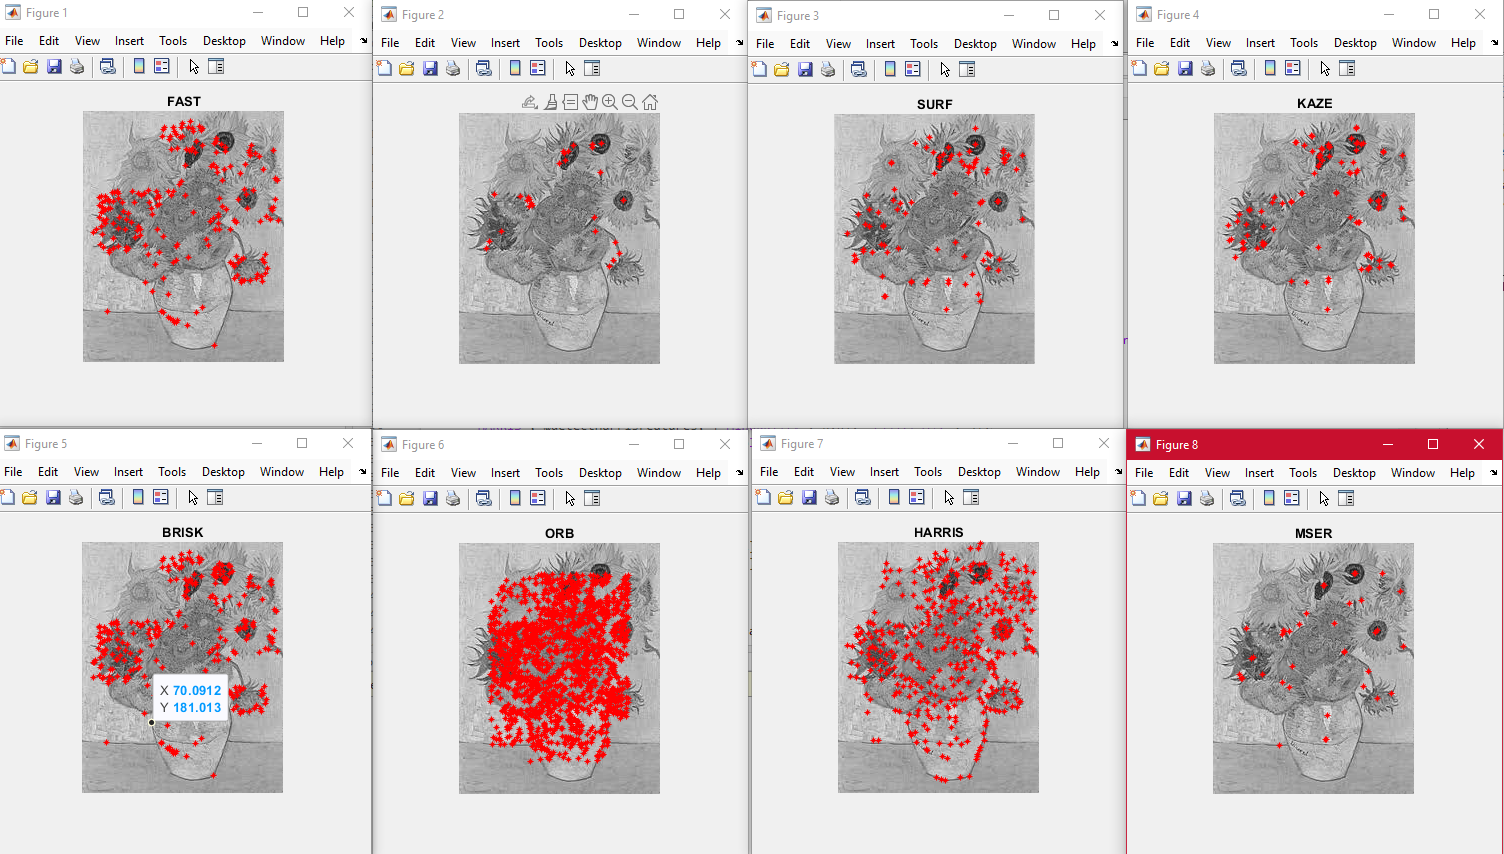 Figure 1
File Edit View Insert Tools Desktop Window Help
FAST
Figure 2
File Edit View Insert Tools Desktop Window Help
Figure 3
File Edit View Insert Tools Desktop Window Help
SURF
Figure 4
File Edit View Insert Tools Desktop Window Help
KAZE
Figure 5
File Edit View Insert Tools Desktop Window Help
BRISK
X 70.0912
Y 181.013
Figure 6
File Edit View Insert Tools Desktop Window Help
ORB
Figure 7
File Edit View Insert Tools Desktop Window Help
HARRIS
Figure 8
File Edit View Insert Tools Desktop Window Help
MSER